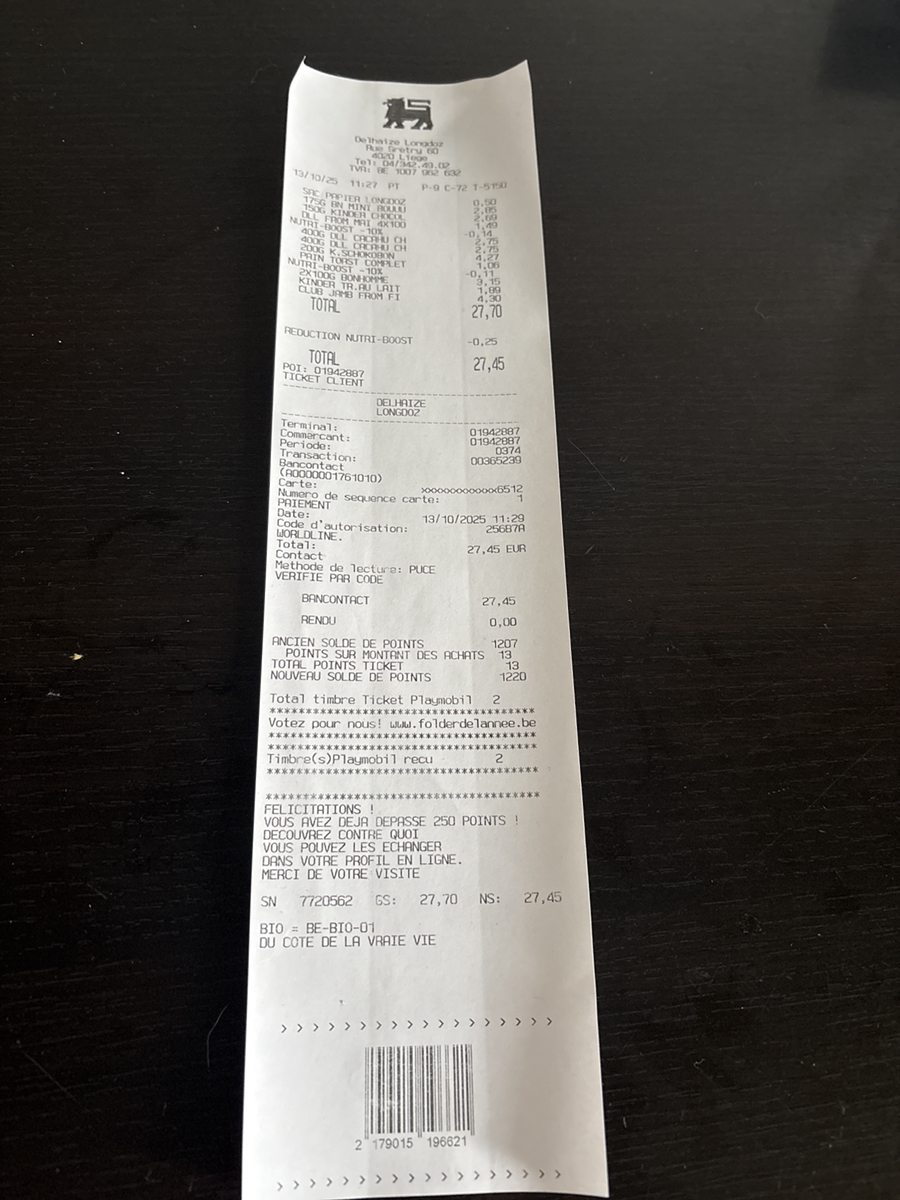 Delhaize Longdoz
Rue Gretry 60
4020 Liege
Tel: 04/342.49.02
TVA: BE 1007 962 632
13/10/25 11:27 PT P-9 C-72 T-5150
SAC PAPIER LONGDOZ 0,50
175G BN MINI BOUUU 2,85
150G KINDER CHOCOL 2,69
DLL FROM MAI 4X100 1,49
NUTRI-BOOST -10% -0,14
400G DLL CACAHU CH 2,75
400G DLL CACAHU CH 2,75
200G K.SCHOKOBON 4,27
PAIN TOAST COMPLET 1,06
NUTRI-BOOST -10% -0,11
2X100G BONHOMME 3,15
KINDER TR.AU LAIT 1,89
CLUB JAMB FROM FI 4,30
TOTAL 27,70
REDUCTION NUTRI-BOOST -0,25
TOTAL 27,45
POI: 01942887
TICKET CLIENT
--------------------------------
DELHAIZE
LONGDOZ
--------------------------------
Terminal: 01942887
Commercant: 01942887
Periode: 0374
Transaction: 00365239
Bancontact
(A0000001761010)
Carte: xxxxxxxxxxxxx6512
Numero de sequence carte: 1
PAIEMENT
Date: 13/10/2025 11:29
Code d'autorisation: 25687A
WORLDLINE.
Total: 27,45 EUR
Contact
Methode de lecture: PUCE
VERIFIE PAR CODE
BANCONTACT 27,45
RENDU 0,00
ANCIEN SOLDE DE POINTS 1207
POINTS SUR MONTANT DES ACHATS 13
TOTAL POINTS TICKET 13
NOUVEAU SOLDE DE POINTS 1220
Total timbre Ticket Playmobil 2
************************************
Votez pour nous! www.folderdelannee.be
************************************
************************************
Timbre(s)Playmobil recu 2
************************************
************************************
FELICITATIONS !
VOUS AVEZ DEJA DEPASSE 250 POINTS !
DECOUVREZ CONTRE QUOI
VOUS POUVEZ LES ECHANGER
DANS VOTRE PROFIL EN LIGNE.
MERCI DE VOTRE VISITE
SN 7720562 GS: 27,70 NS: 27,45
BIO = BE-BIO-01
DU COTE DE LA VRAIE VIE
> > > > > > > > > > > > > > > > > >
2 179015 196621
> > > > > > > > > > > > > > > > > >